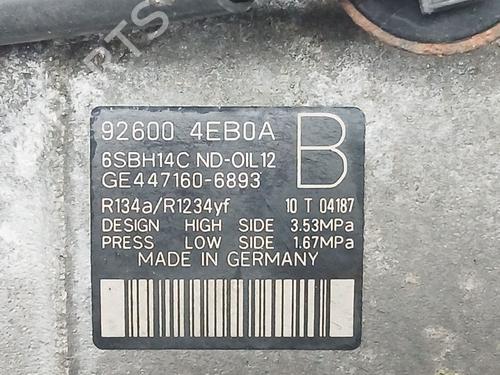 PARTS
92600 4EB0A B
6SBH14C ND-OIL12
GE447160-6893
R134a/R1234yf 10 T 04187
DESIGN HIGH SIDE 3.53MPa
PRESS LOW SIDE 1.67MPa
MADE IN GERMANY